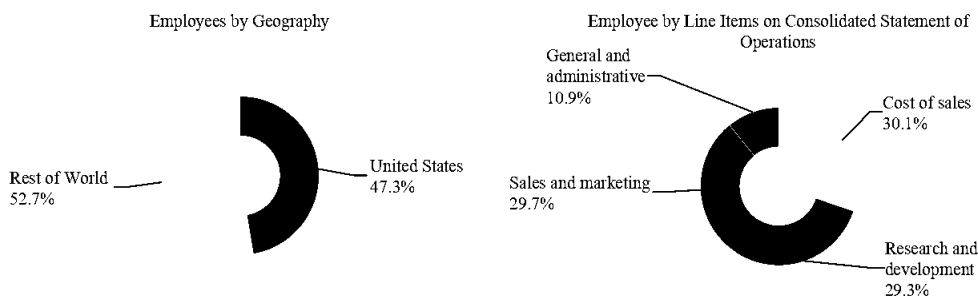 Employees by Geography
Rest of World
52.7%
United States
47.3%
Employee by Line Items on Consolidated Statement of
Operations
General and
administrative
10.9%
Cost of sales
30.1%
Sales and marketing
29.7%
Research and
development
29.3%